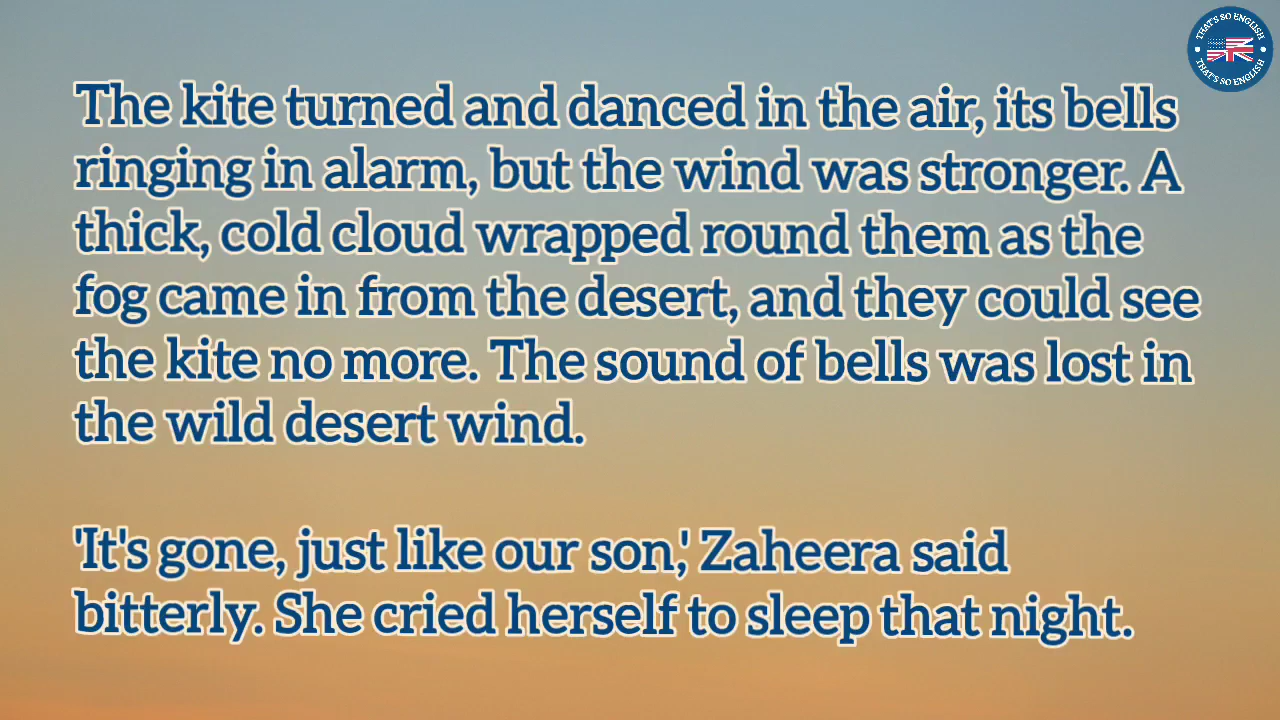 THAT'S SO ENGLISH
THAT'S SO ENGLISH
The kite turned and danced in the air, its bells
ringing in alarm, but the wind was stronger. A
thick, cold cloud wrapped round them as the
fog came in from the desert, and they could see
the kite no more. The sound of bells was lost in
the wild desert wind.
'It's gone, just like our son,' Zaheera said
bitterly. She cried herself to sleep that night.